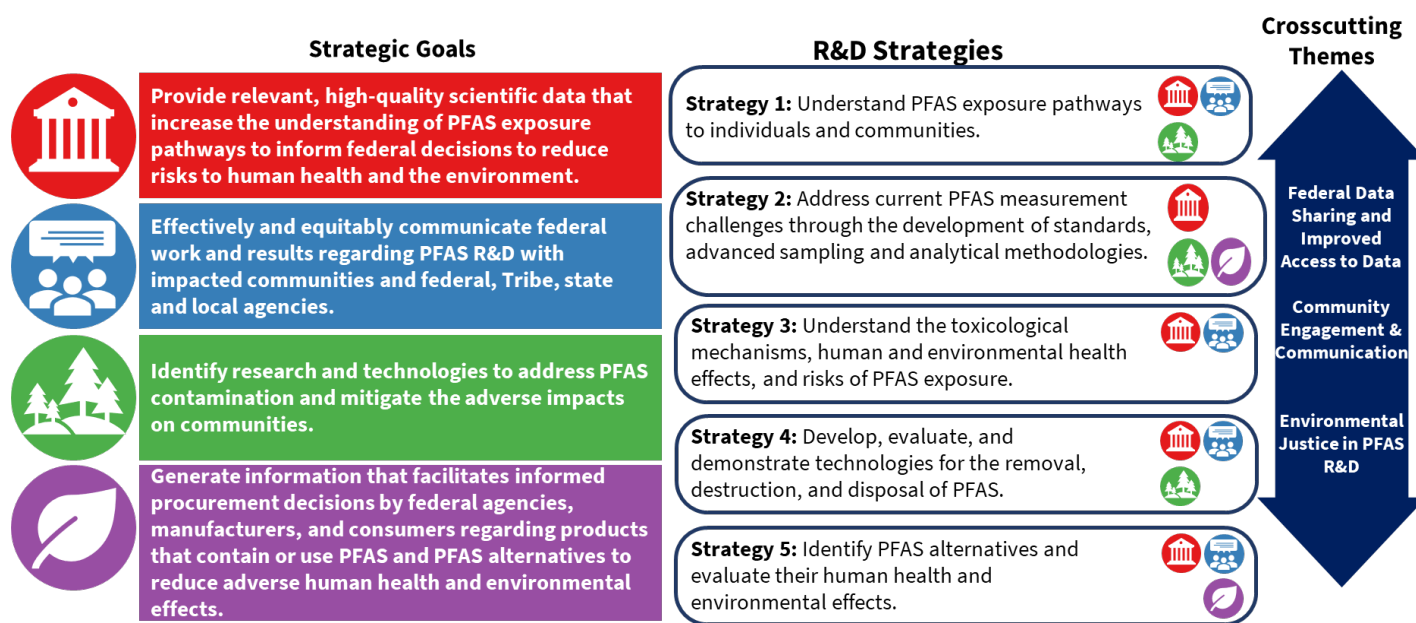 Strategic Goals
Provide relevant, high-quality scientific data that
increase the understanding of PFAS exposure
pathways to inform federal decisions to reduce
risks to human health and the environment.
Effectively and equitably communicate federal
work and results regarding PFAS R&D with
impacted communities and federal, Tribe, state
and local agencies.
Identify research and technologies to address PFAS
contamination and mitigate the adverse impacts
on communities.
Generate information that facilitates informed
procurement decisions by federal agencies,
manufacturers, and consumers regarding products
that contain or use PFAS and PFAS alternatives to
reduce adverse human health and environmental
effects.
R&D Strategies
Strategy 1: Understand PFAS exposure pathways
to individuals and communities.
Strategy 2: Address current PFAS measurement
challenges through the development of standards,
advanced sampling and analytical methodologies.
Strategy 3: Understand the toxicological
mechanisms, human and environmental health
effects, and risks of PFAS exposure.
Strategy 4: Develop, evaluate, and
demonstrate technologies for the removal,
destruction, and disposal of PFAS.
Strategy 5: Identify PFAS alternatives and
evaluate their human health and
environmental effects.
Crosscutting
Themes
Federal Data
Sharing and
Improved
Access to Data
Community
Engagement &
Communication
Environmental
Justice in PFAS
R&D